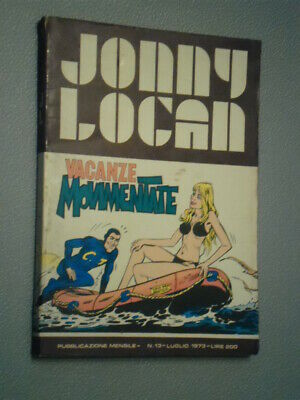 JONNY
LOGAN
VACANZE
MOVIMENTATE
PUBBLICAZIONE MENSILE - N. 13 - LUGLIO 1973 - LIRE 200